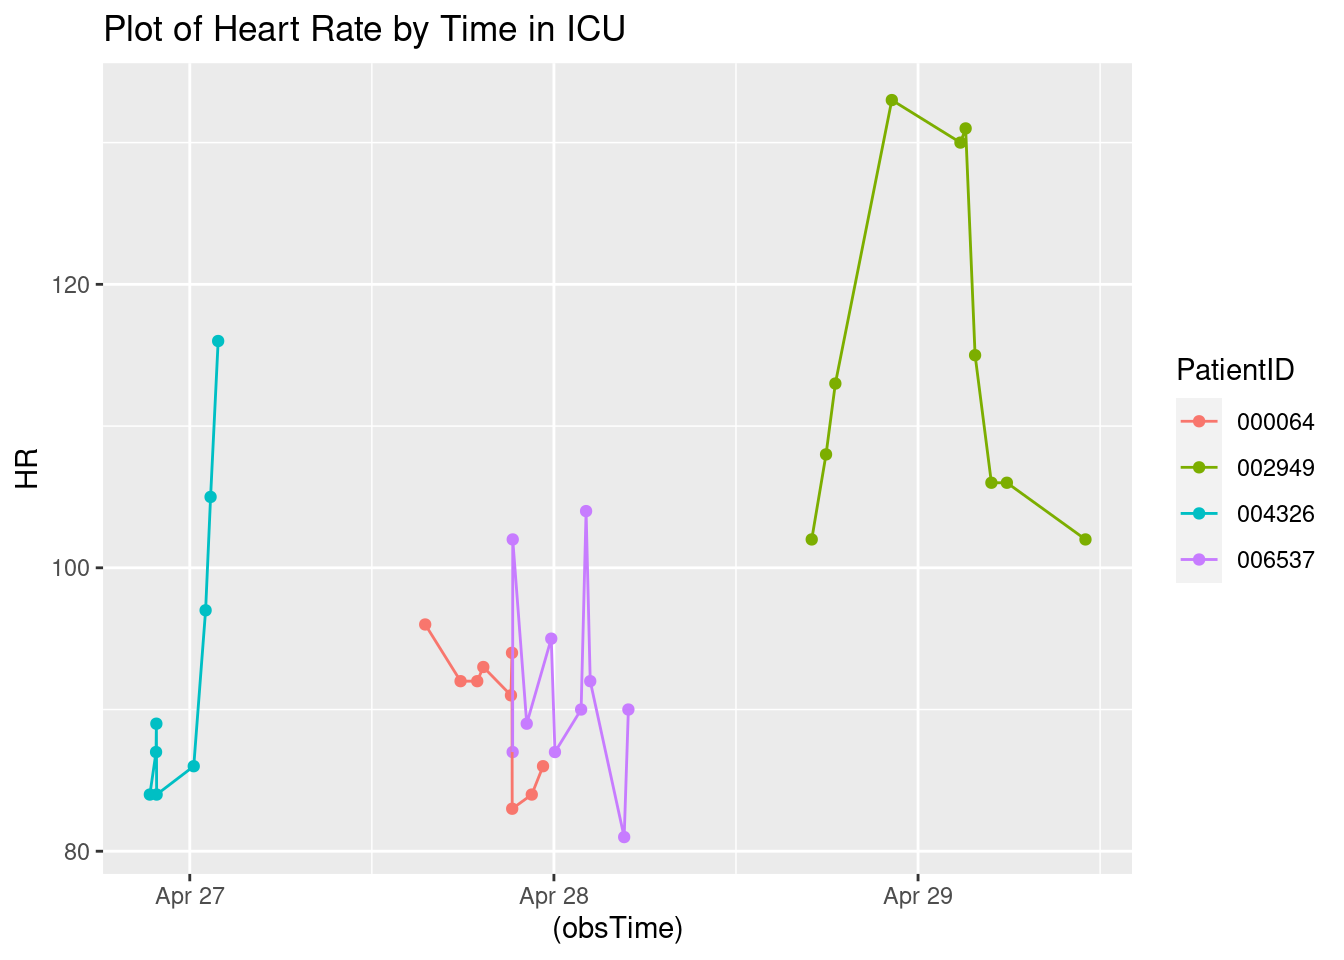 Plot of Heart Rate by Time in ICU
HR
120
100
80
Apr 27
Apr 28
Apr 29
(obsTime)
PatientID
000064
002949
004326
006537